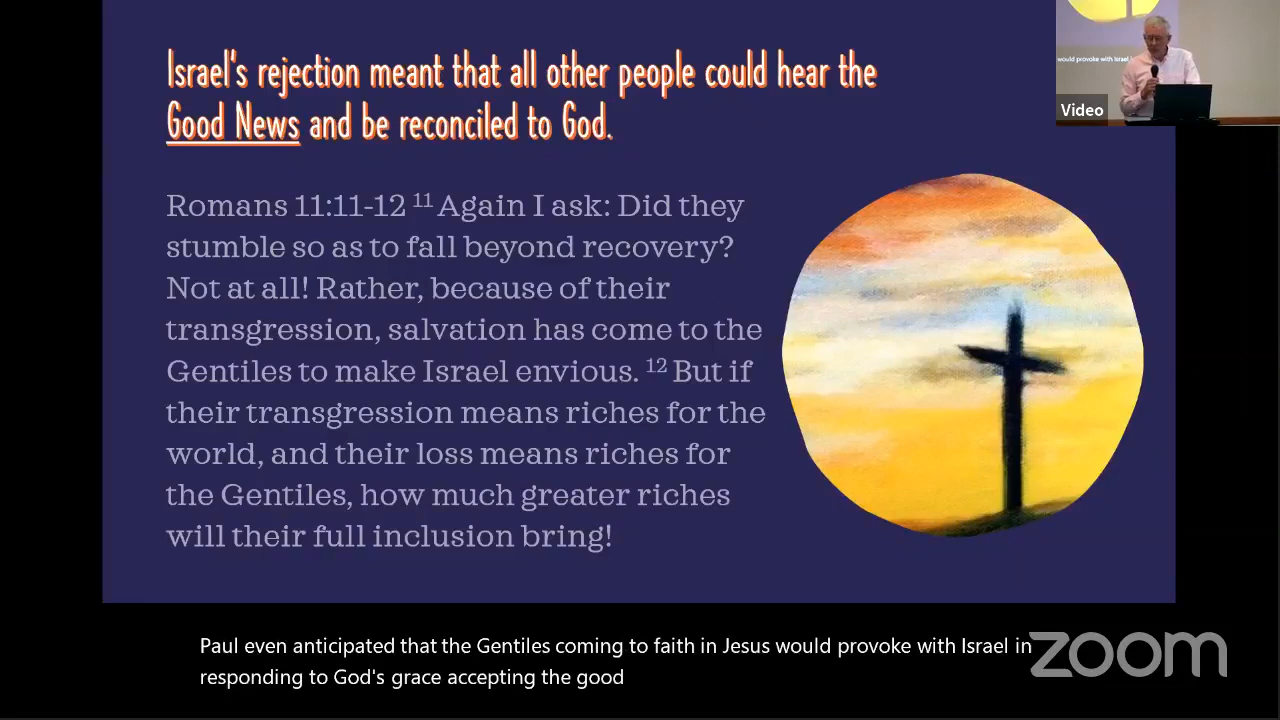 Israel's rejection meant that all other people could hear the
Good News and be reconciled to God.
Romans 11:11-12 ¹¹ Again I ask: Did they
stumble so as to fall beyond recovery?
Not at all! Rather, because of their
transgression, salvation has come to the
Gentiles to make Israel envious. ¹² But if
their transgression means riches for the
world, and their loss means riches for
the Gentiles, how much greater riches
will their full inclusion bring!
would provoke with Israel
Video
Paul even anticipated that the Gentiles coming to faith in Jesus would provoke with Israel in
responding to God's grace accepting the good
zoom